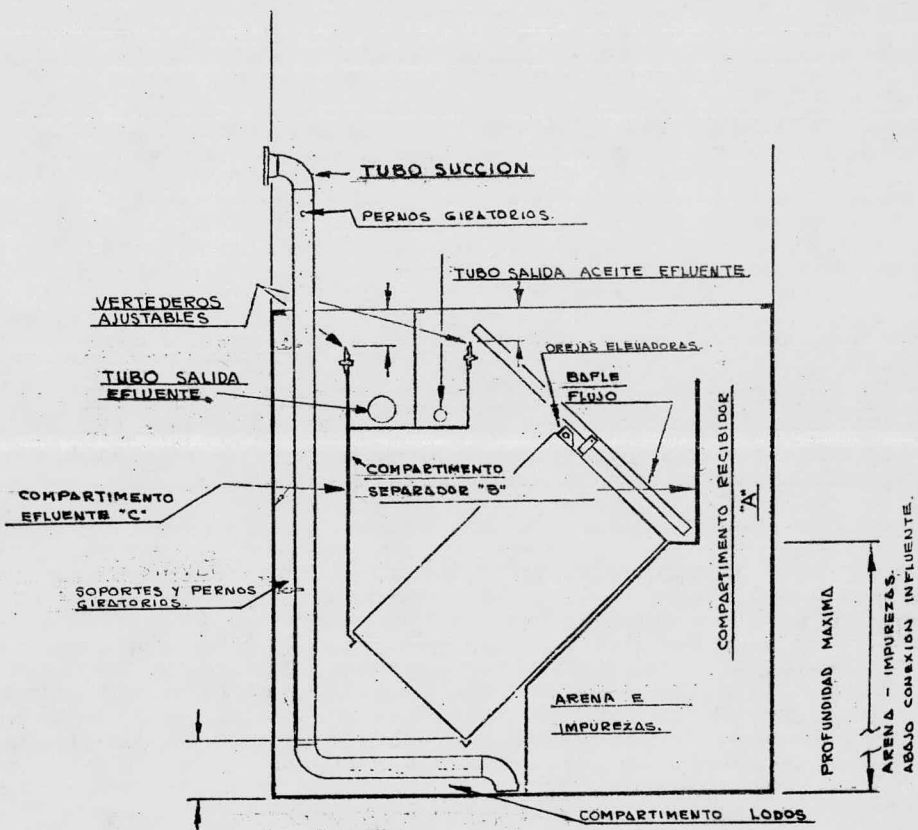 TUBO SUCCION
PERNOS GIRATORIOS.
TUBO SALIDA ACEITE EFLUENTE.
VERTEDEROS
AJUSTABLES
OREJAS ELEVADORAS.
TUBO SALIDA
EFLUENTE.
BAFLE
FLUJO
COMPARTIMENTO RECIBIDOR
"A"
COMPARTIMENTO
SEPARADOR "B"
COMPARTIMENTO
EFLUENTE "C"
SOPORTES Y PERNOS
GIRATORIOS.
ARENA E
IMPUREZAS.
PROFUNDIDAD MAXIMA
ARENA - IMPUREZAS.
ABAJO CONEXION INFLUENTE.
COMPARTIMENTO LODOS